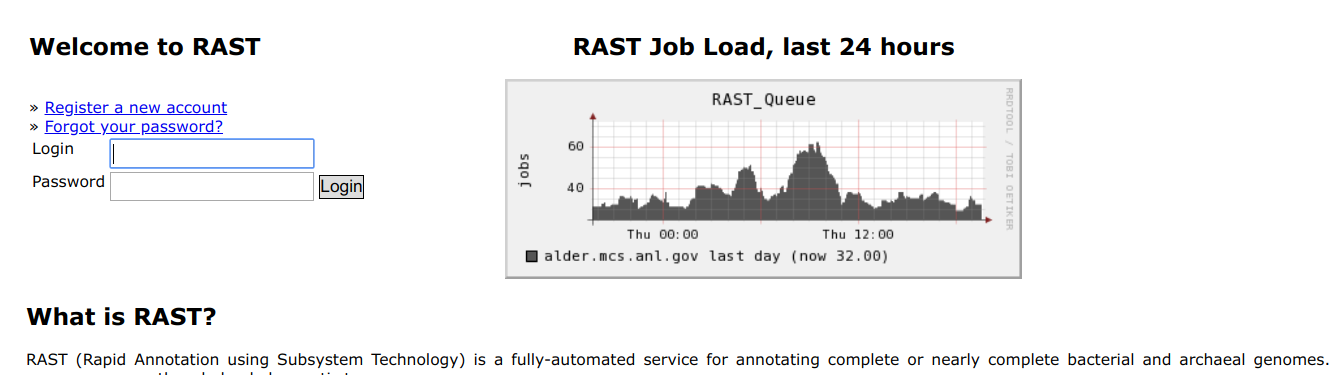 Welcome to RAST
» Register a new account
» Forgot your password?
Login
Password
Login
RAST Job Load, last 24 hours
RAST_Queue
jobs
60
40
Thu 00:00
Thu 12:00
alder.mcs.anl.gov last day (now 32.00)
RRDTOOL / TOBI OETIKER
What is RAST?
RAST (Rapid Annotation using Subsystem Technology) is a fully-automated service for annotating complete or nearly complete bacterial and archaeal genomes.